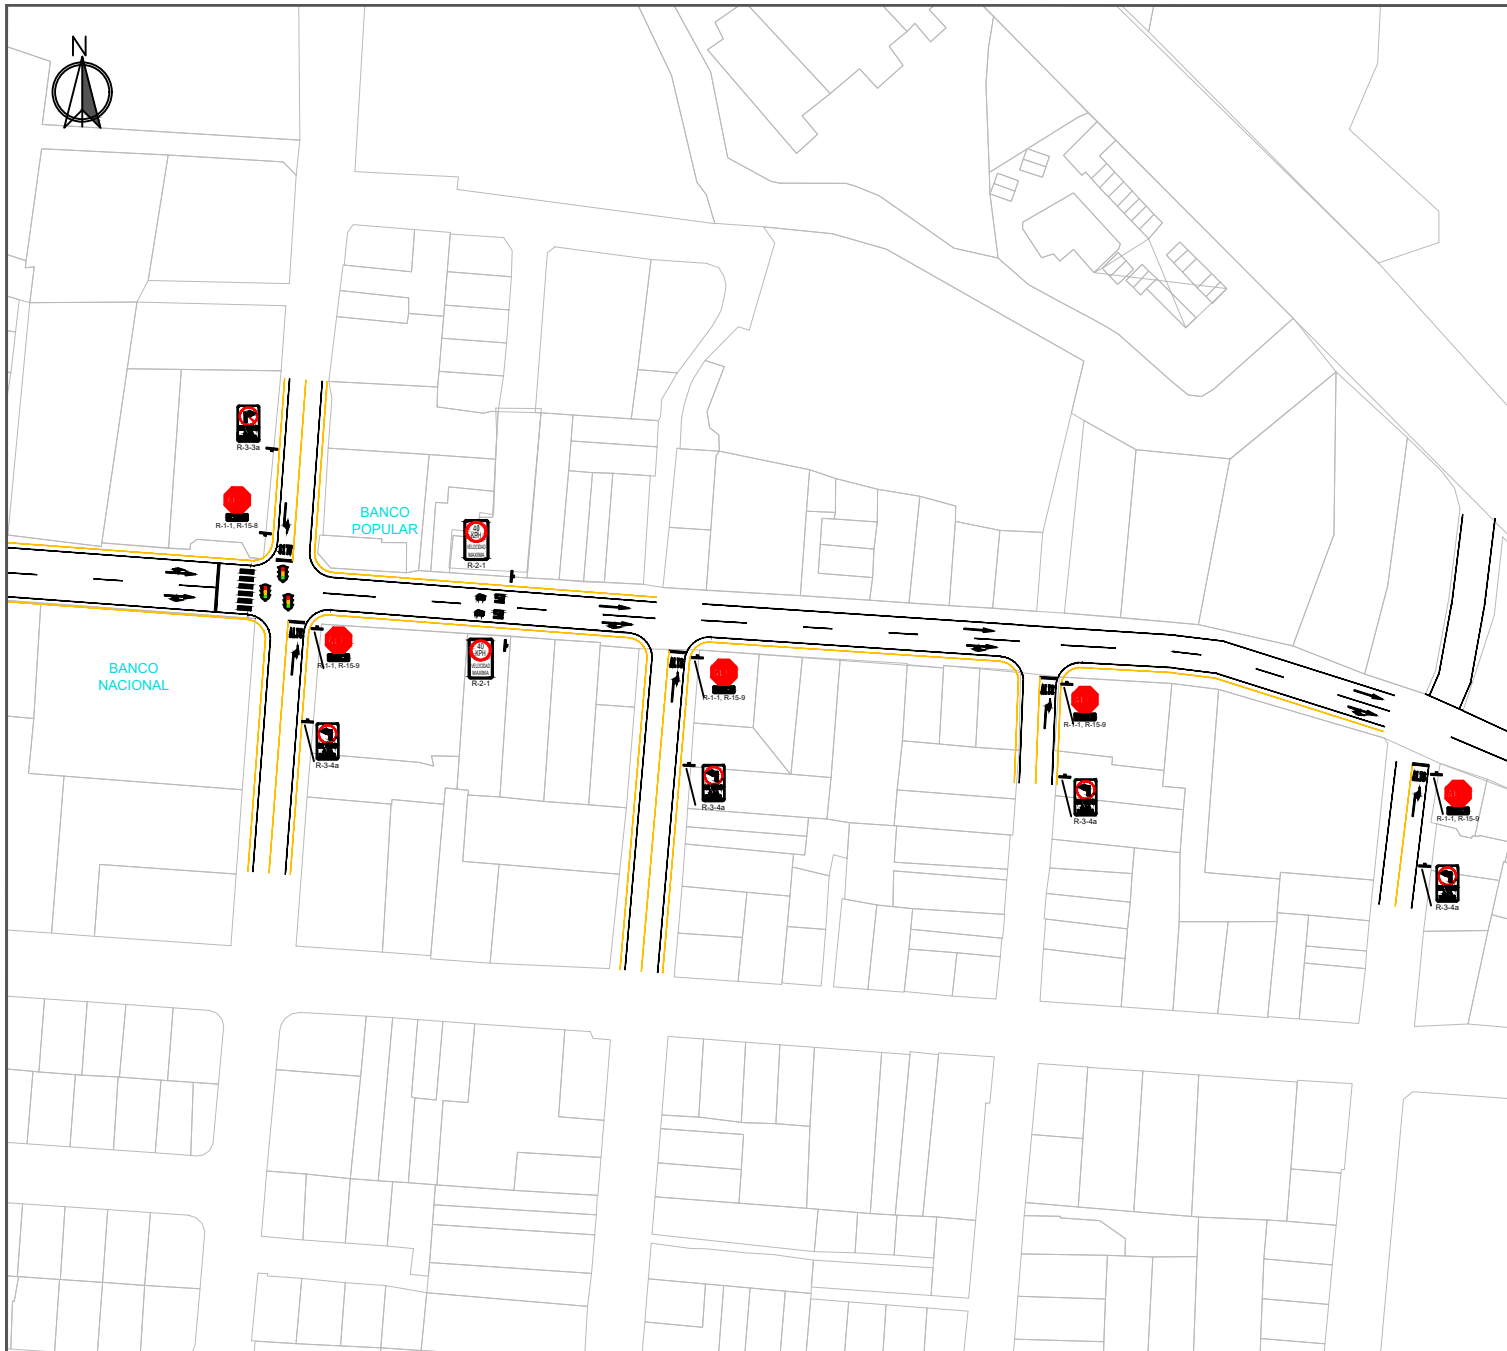 N
R-3-3a
R-1-1, R-15-8
BANCO
POPULAR
40
KPH
VELOCIDAD
MAXIMA
R-2-1
40
KPH
VELOCIDAD
MAXIMA
R-2-1
BANCO
NACIONAL
R-1-1, R-15-9
R-3-4a
R-1-1, R-15-9
R-3-4a
R-1-1, R-15-9
R-3-4a
R-1-1, R-15-9
R-3-4a